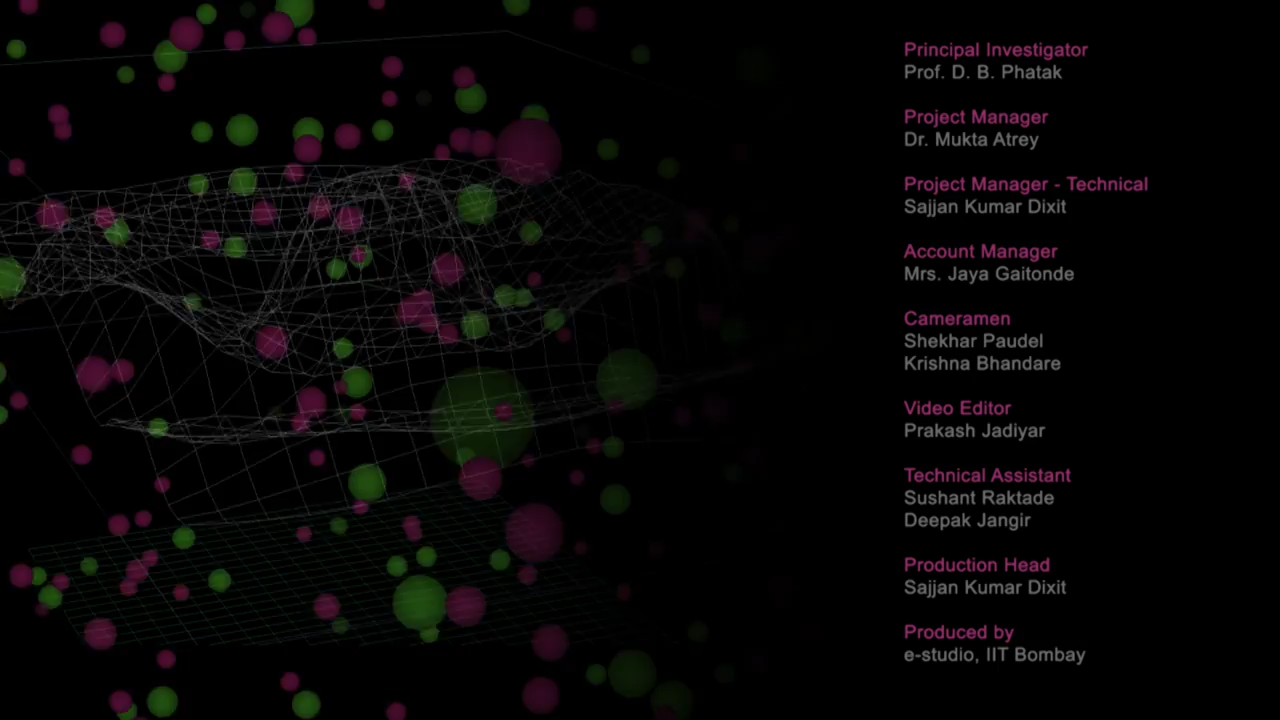 Principal Investigator
Prof. D. B. Phatak
Project Manager
Dr. Mukta Atrey
Project Manager - Technical
Sajjan Kumar Dixit
Account Manager
Mrs. Jaya Gaitonde
Cameramen
Shekhar Paudel
Krishna Bhandare
Video Editor
Prakash Jadiyar
Technical Assistant
Sushant Raktade
Deepak Jangir
Production Head
Sajjan Kumar Dixit
Produced by
e-studio, IIT Bombay